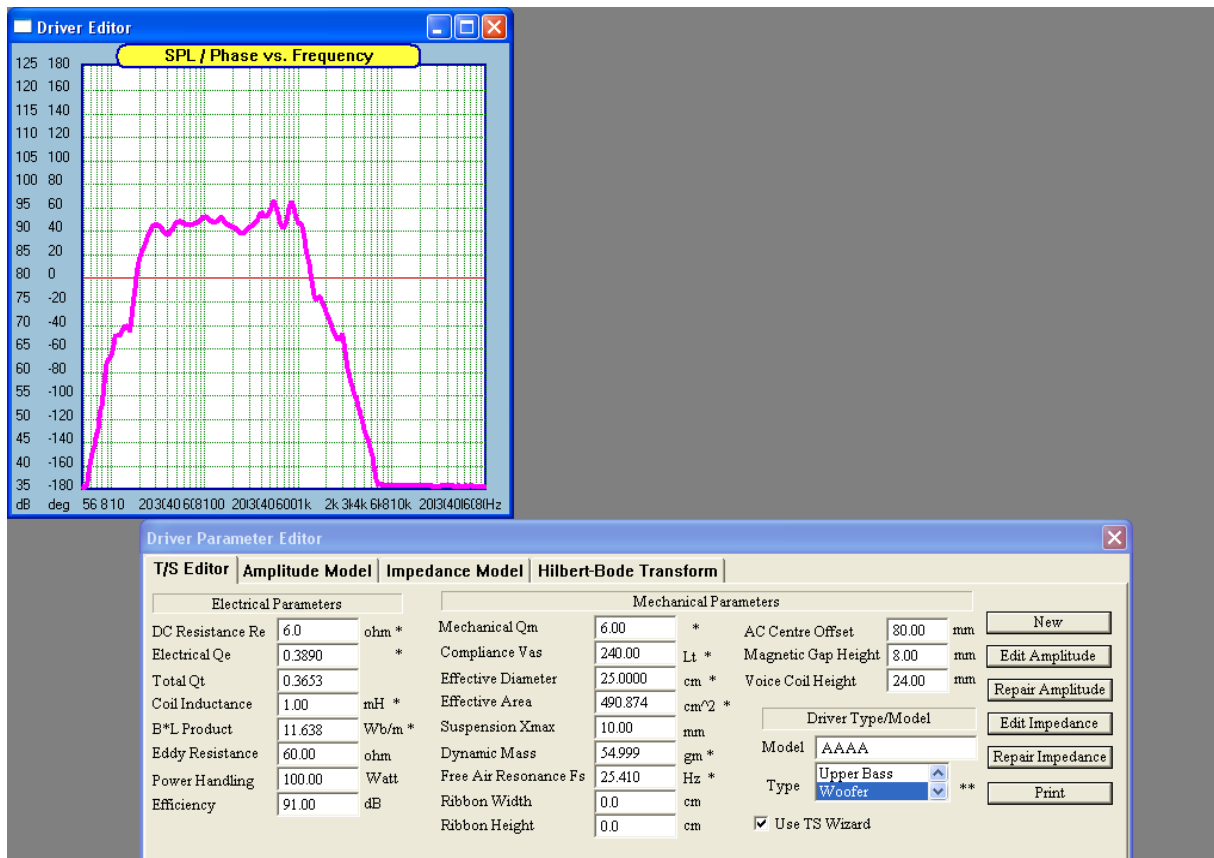 Driver Editor
SPL / Phase vs. Frequency
125 180
120 160
115 140
110 120
105 100
100 80
95 60
90 40
85 20
80 0
75 -20
70 -40
65 -60
60 -80
55 -100
50 -120
45 -140
40 -160
35 -180
dB deg 56 8 10 100 1k 2k 10k Hz
Driver Parameter Editor
T/S Editor Amplitude Model Impedance Model Hilbert-Bode Transform
Electrical Parameters Mechanical Parameters
DC Resistance Re 6.0 ohm * Mechanical Qm 6.00 * AC Centre Offset 80.00 mm New
Electrical Qe 0.3890 * Compliance Vas 240.00 Lt * Magnetic Gap Height 8.00 mm Edit Amplitude
Total Qt 0.3653 Effective Diameter 25.0000 cm * Voice Coil Height 24.00 mm Repair Amplitude
Coil Inductance 1.00 mH * Effective Area 490.874 cm^2 *
B*L Product 11.638 Wb/m * Suspension Xmax 10.00 mm Driver Type/Model Edit Impedance
Eddy Resistance 60.00 ohm Dynamic Mass 54.999 gm * Model AAAA Repair Impedance
Power Handling 100.00 Watt Free Air Resonance Fs 25.410 Hz * Type Upper Bass
Woofer ** Print
Efficiency 91.00 dB Ribbon Width 0.0 cm
Ribbon Height 0.0 cm Use TS Wizard